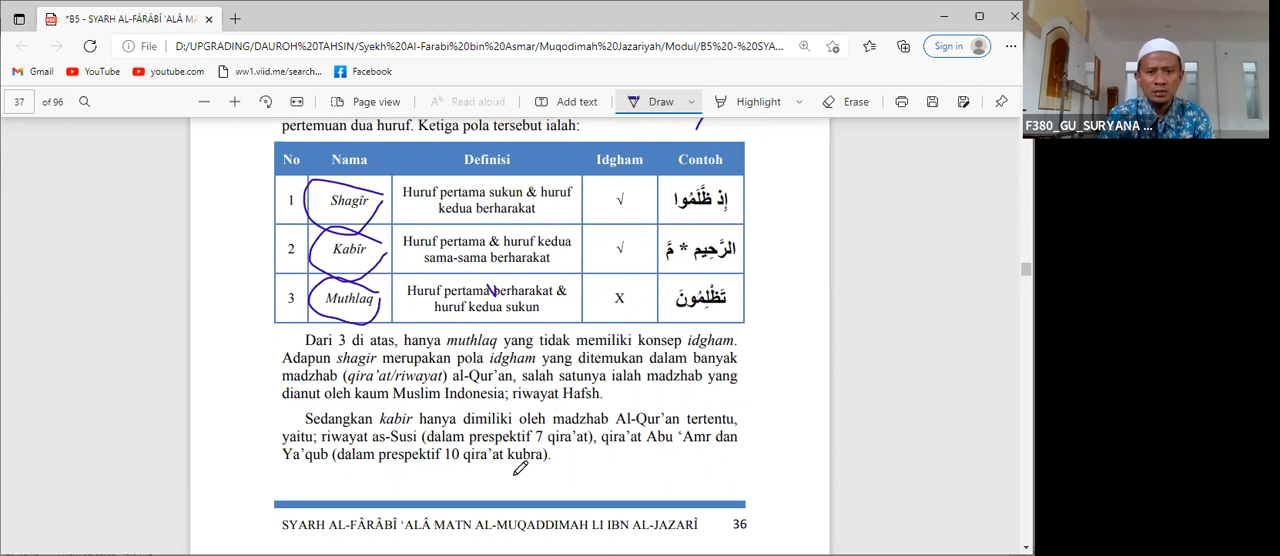 *B5 - SYARH AL-FÂRÂBÎ 'ALÂ MA
File D:/UPGRADING/DAUROH%20TAHSIN/Syekh%20Al-Farabi%20bin%20Asmar/Muqodimah%20Jazariyah/Modul/B5%20-%20SYA... Sign in
Gmail YouTube youtube.com ww1.viid.me/search... Facebook
37 of 96 Page view Read aloud Add text Draw Highlight Erase
F380_GU_SURYANA ...
pertemuan dua huruf. Ketiga pola tersebut ialah:
No Nama Definisi Idgham Contoh
1 Shagîr Huruf pertama sukun & huruf kedua berharakat √ إِذ ظَّلَمُوا
2 Kabîr Huruf pertama & huruf kedua sama-sama berharakat √ الرَّحِيم * مَّ
3 Muthlaq Huruf pertama berharakat & huruf kedua sukun X تَظْلِمُونَ
Dari 3 di atas, hanya muthlaq yang tidak memiliki konsep idgham.
Adapun shagir merupakan pola idgham yang ditemukan dalam banyak
madzhab (qira'at/riwayat) al-Qur'an, salah satunya ialah madzhab yang
dianut oleh kaum Muslim Indonesia; riwayat Hafsh.
Sedangkan kabir hanya dimiliki oleh madzhab Al-Qur'an tertentu,
yaitu; riwayat as-Susi (dalam prespektif 7 qira'at), qira'at Abu 'Amr dan
Ya'qub (dalam prespektif 10 qira'at kubra).
SYARH AL-FÂRÂBÎ 'ALÂ MATN AL-MUQADDIMAH LI IBN AL-JAZARÎ 36